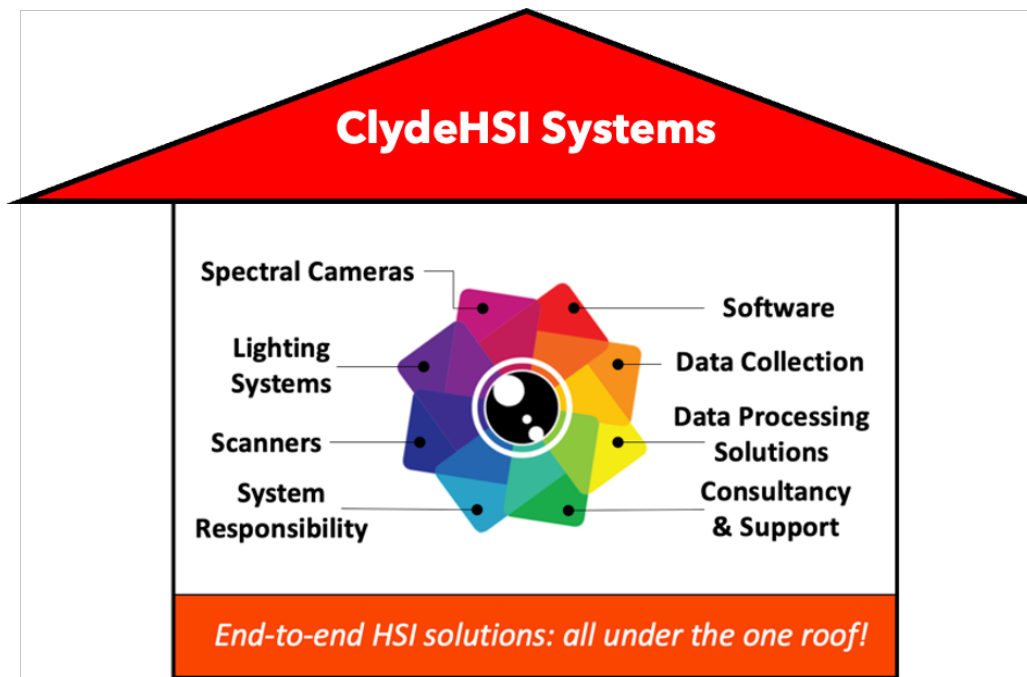 ClydeHSI Systems
Spectral Cameras
Lighting
Systems
Scanners
System
Responsibility
Software
Data Collection
Data Processing
Solutions
Consultancy
& Support
End-to-end HSI solutions: all under the one roof!